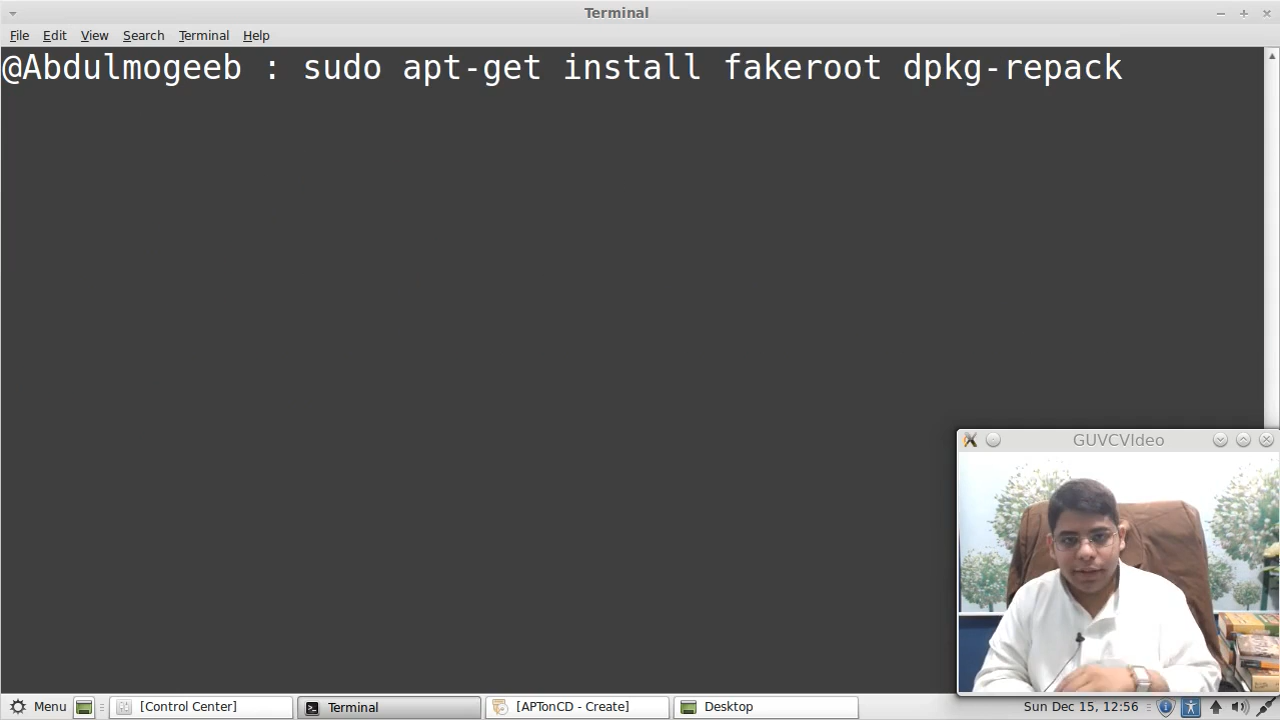 Terminal
File Edit View Search Terminal Help
@Abdulmogeeb : sudo apt-get install fakeroot dpkg-repack
GUVCVIdeo
Menu [Control Center] Terminal [APTonCD - Create] Desktop Sun Dec 15, 12:56